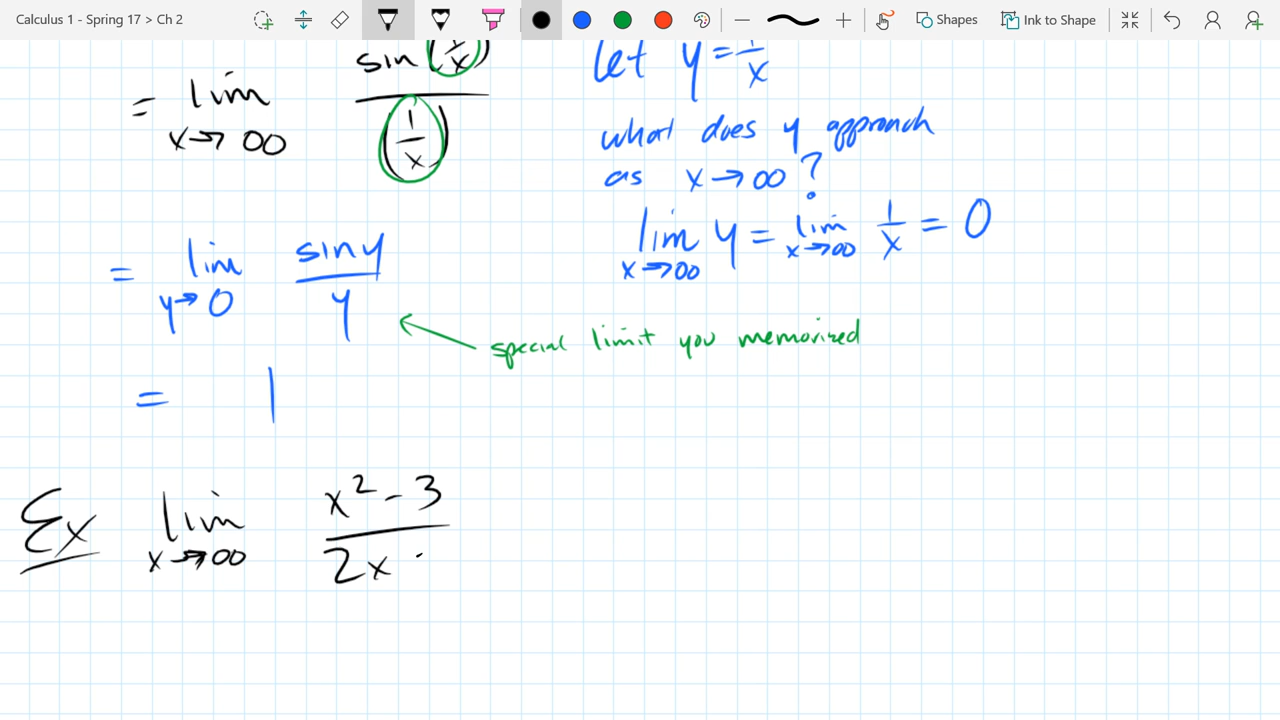 Calculus 1 - Spring 17 > Ch 2
Shapes
Ink to Shape
= lim x→∞ sin(1/x) / (1/x)
let y = 1/x
what does y approach
as x→∞ ?
lim x→∞ y = lim x→∞ 1/x = 0
= lim y→0 sin y / y
special limit you memorized
= 1
Ex lim x→∞ x² - 3 / 2x